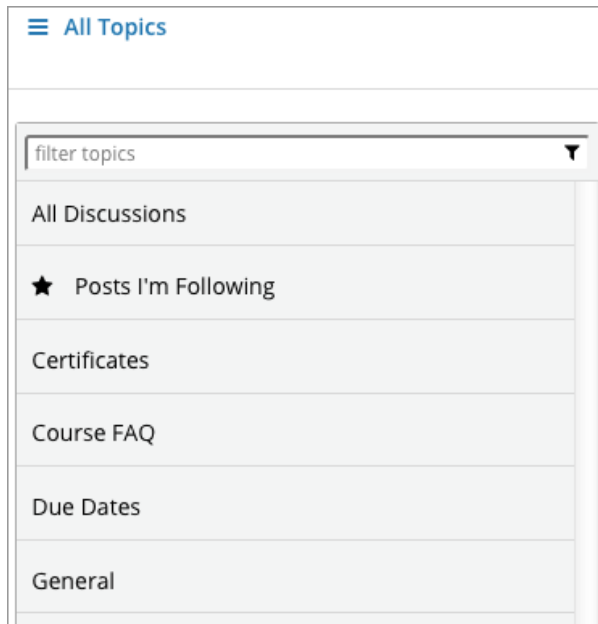 All Topics
filter topics
All Discussions
Posts I'm Following
Certificates
Course FAQ
Due Dates
General